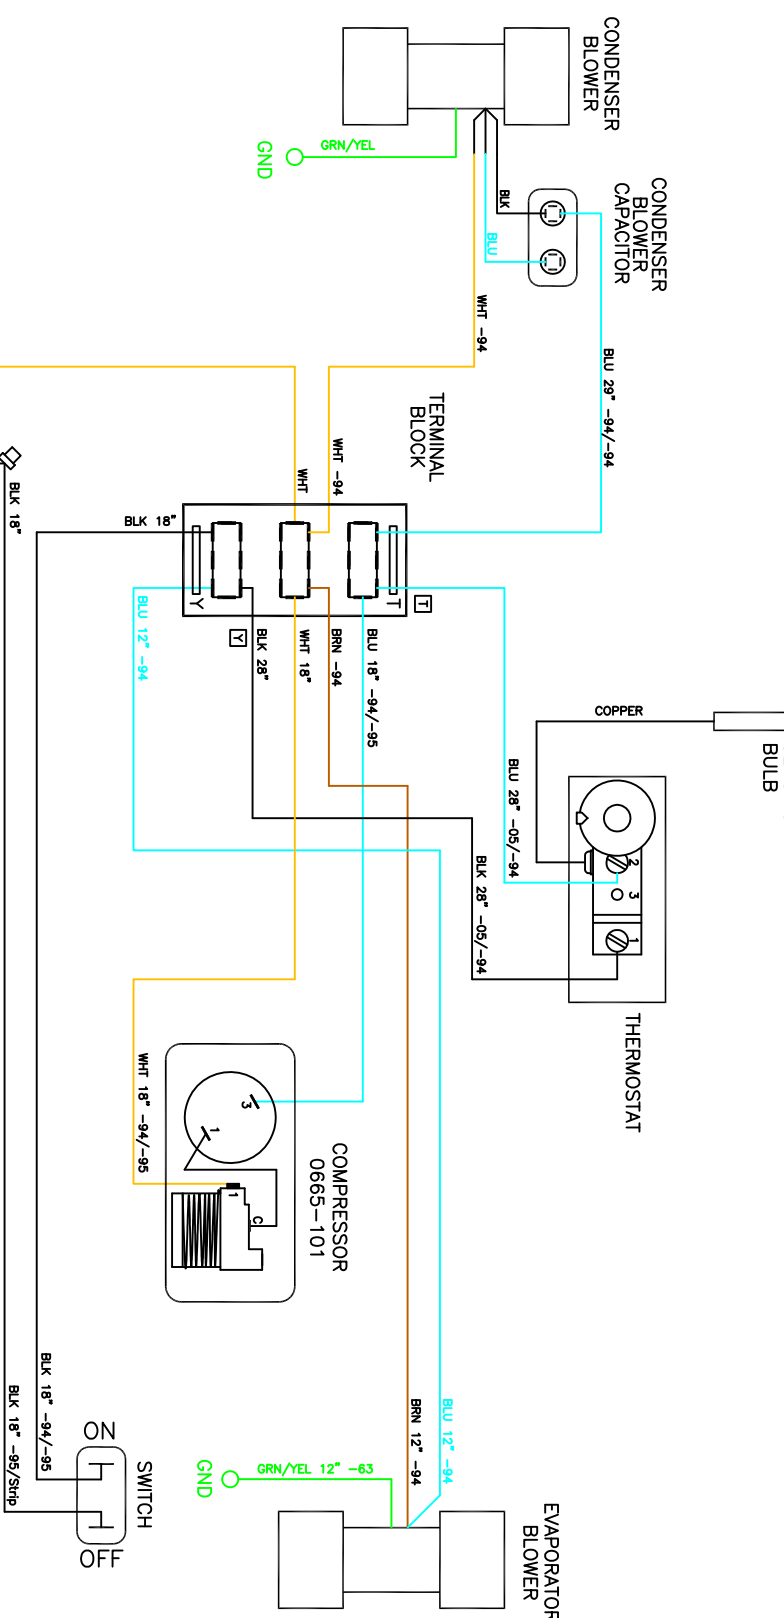 CONDENSER
BLOWER
GRN/YEL
GND
CONDENSER
BLOWER
CAPACITOR
BLK
BLU
WHT -94
BLU 29" -94/-94
TERMINAL
BLOCK
WHT -94
WHT
BLK 18"
BLK 18"
Y
T
T
Y
BLU 12" -94
BLK 28"
WHT 18"
BRN -94
BLU 18" -94/-95
COPPER
BULB
BLU 28" -05/-94
2
3
1
BLK 28" -05/-94
THERMOSTAT
WHT 18" -94/-95
3
1
1
C
COMPRESSOR
0665-101
BLK 18" -94/-95
BLK 18" -95/Strip
ON
SWITCH
OFF
BRN 12" -94
BLU 12" -94
GRN/YEL 12" -63
GND
EVAPORATOR
BLOWER